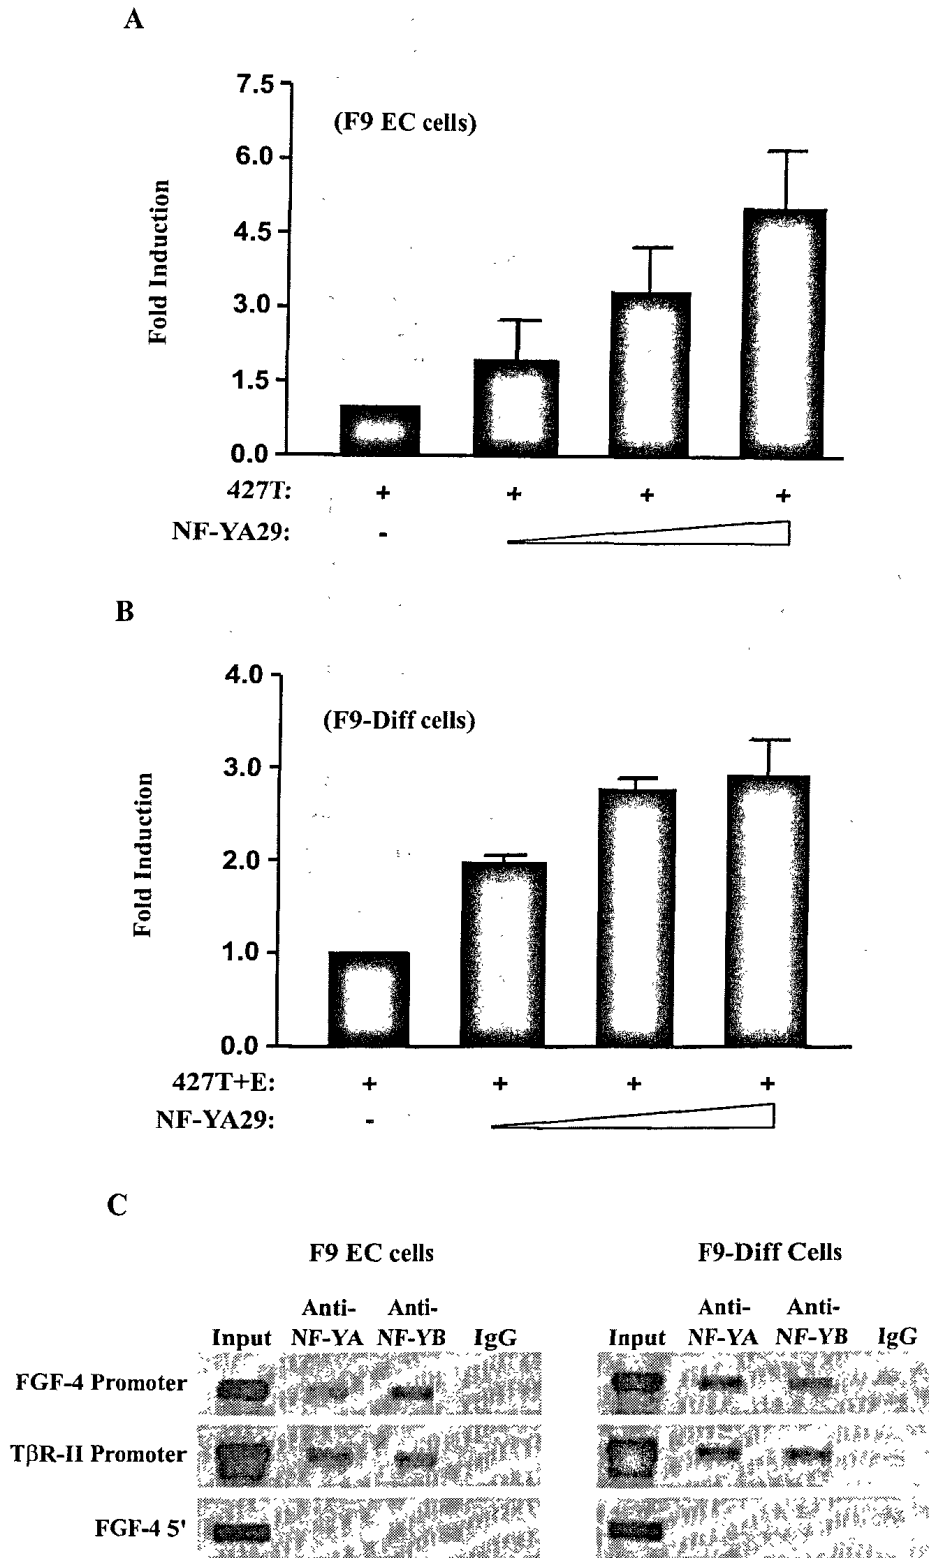 A
7.5
(F9 EC cells)
6.0
4.5
3.0
1.5
0.0
Fold Induction
427T: + + + +
NF-YA29: -
B
4.0
(F9-Diff cells)
3.0
2.0
1.0
0.0
Fold Induction
427T+E: + + + +
NF-YA29: -
C
F9 EC cells F9-Diff Cells
Anti- Anti- Anti- Anti-
Input NF-YA NF-YB IgG Input NF-YA NF-YB IgG
FGF-4 Promoter
TβR-II Promoter
FGF-4 5'